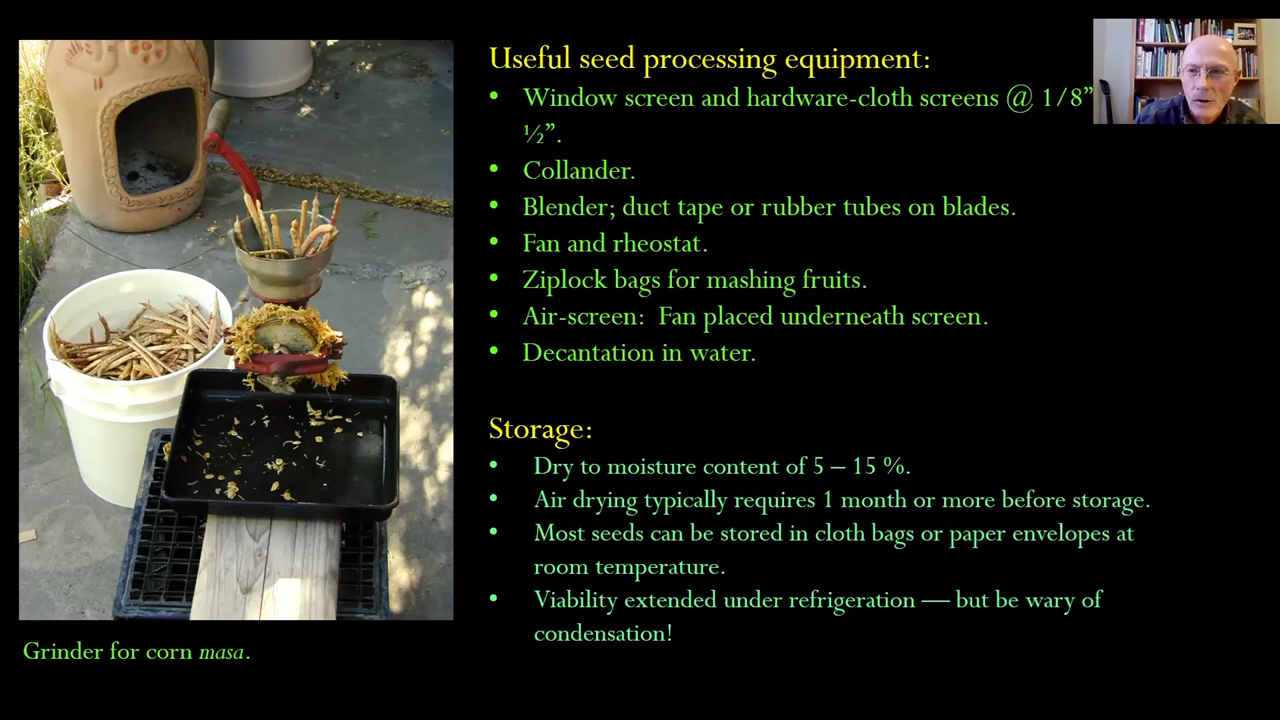 Useful seed processing equipment:
• Window screen and hardware-cloth screens @ 1/8”
½”.
• Collander.
• Blender; duct tape or rubber tubes on blades.
• Fan and rheostat.
• Ziplock bags for mashing fruits.
• Air-screen: Fan placed underneath screen.
• Decantation in water.
Storage:
• Dry to moisture content of 5 – 15 %.
• Air drying typically requires 1 month or more before storage.
• Most seeds can be stored in cloth bags or paper envelopes at
room temperature.
• Viability extended under refrigeration — but be wary of
condensation!
Grinder for corn masa.